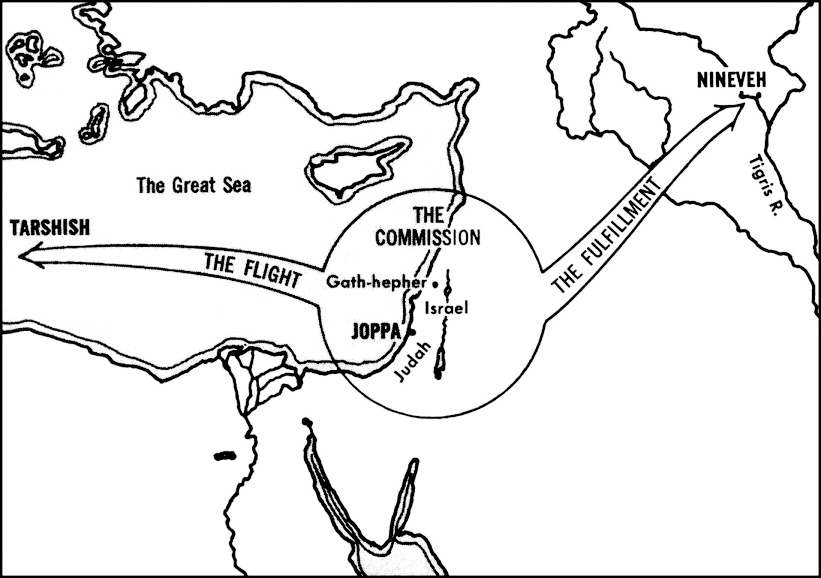 NINEVEH
The Great Sea
Tigris R.
TARSHISH
THE
COMMISSION
THE FULFILLMENT
THE FLIGHT
Gath-hepher
Israel
JOPPA
Judah